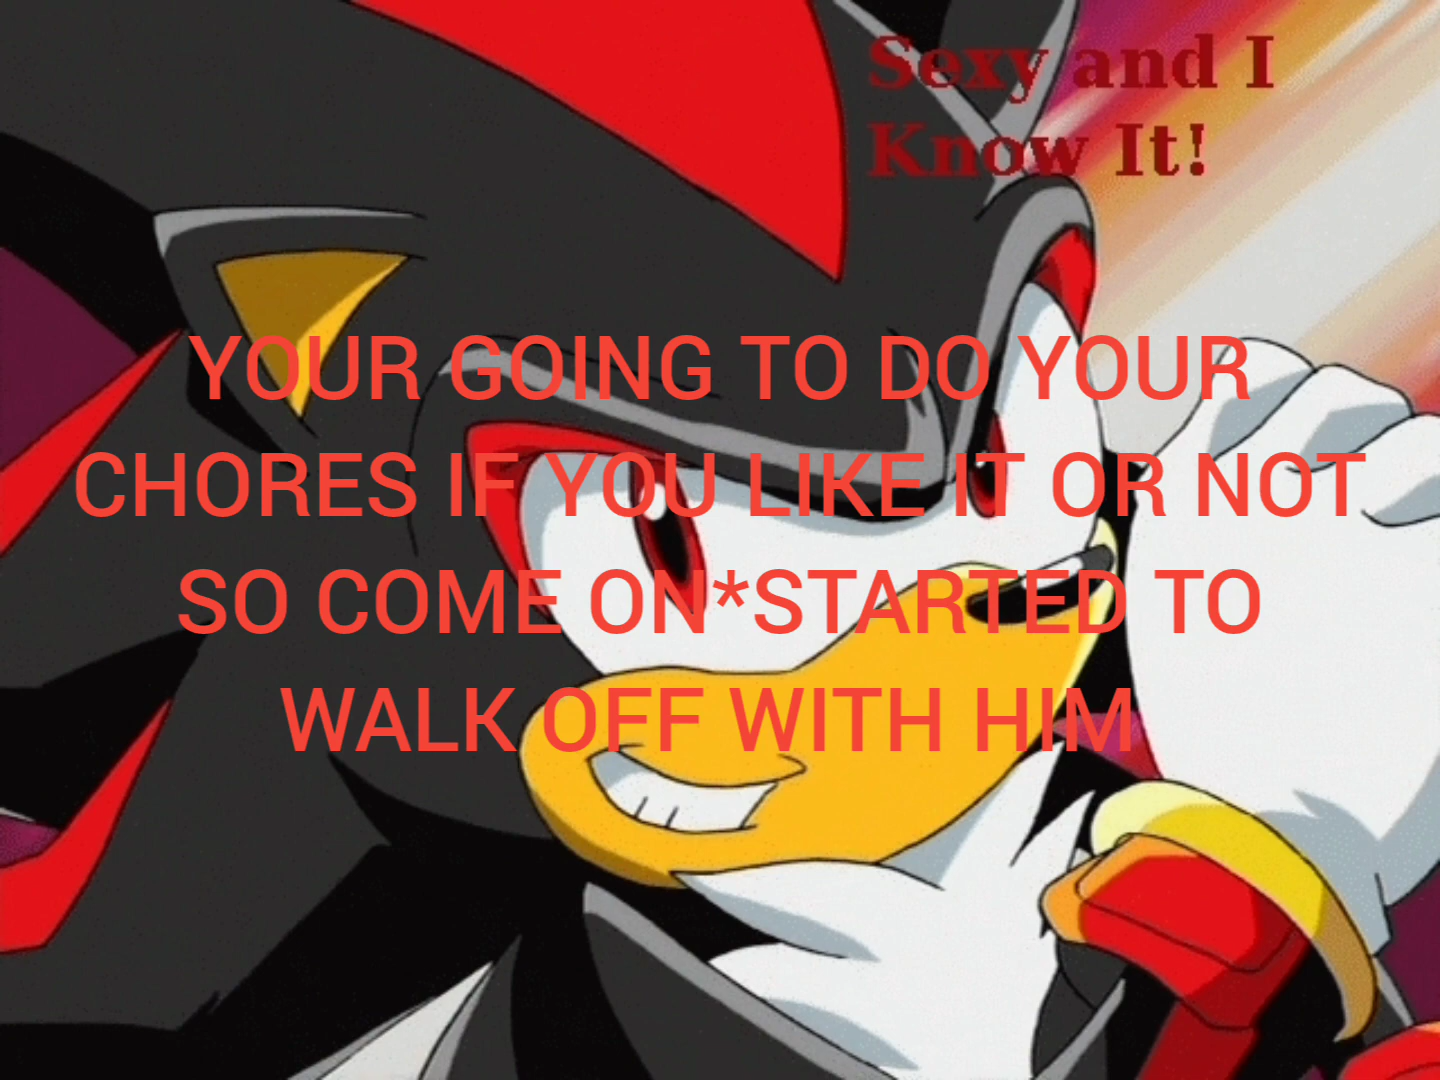 Sexy and I
Know It!
YOUR GOING TO DO YOUR
CHORES IF YOU LIKE IT OR NOT
SO COME ON*STARTED TO
WALK OFF WITH HIM